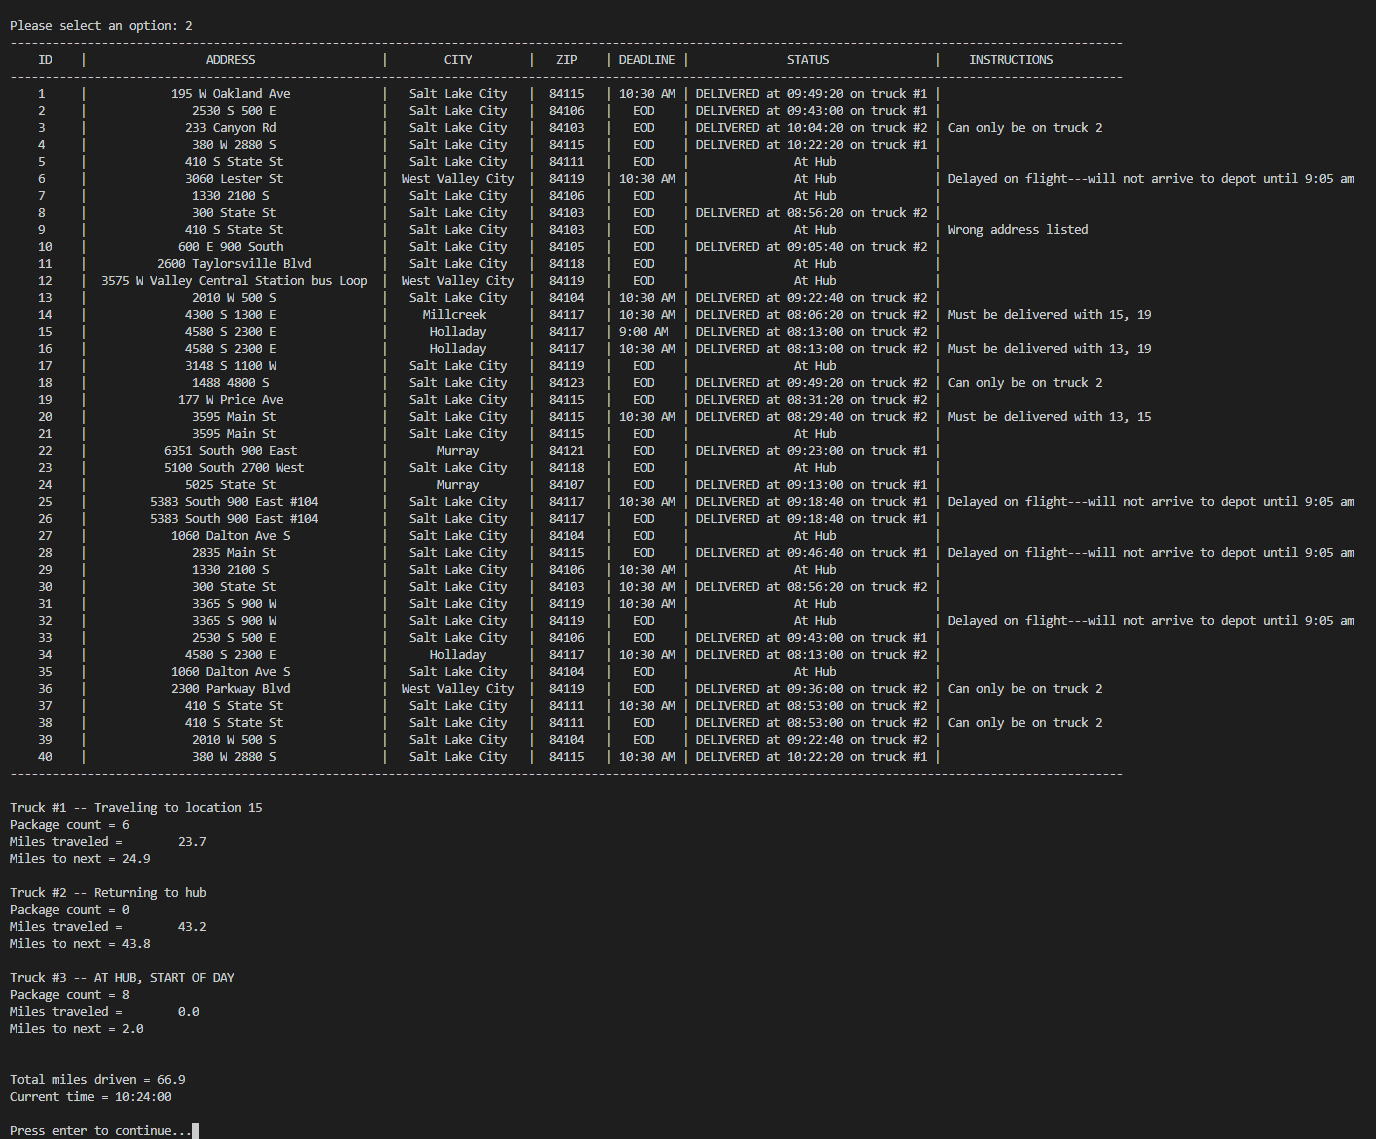 Please select an option: 2
------------------------------------------------------------------------------------------------------------------------------------------------------------------
ID | ADDRESS | CITY | ZIP | DEADLINE | STATUS | INSTRUCTIONS
------------------------------------------------------------------------------------------------------------------------------------------------------------------
1 | 195 W Oakland Ave | Salt Lake City | 84115 | 10:30 AM | DELIVERED at 09:49:20 on truck #1 |
2 | 2530 S 500 E | Salt Lake City | 84106 | EOD | DELIVERED at 09:43:00 on truck #1 |
3 | 233 Canyon Rd | Salt Lake City | 84103 | EOD | DELIVERED at 10:04:20 on truck #2 | Can only be on truck 2
4 | 380 W 2880 S | Salt Lake City | 84115 | EOD | DELIVERED at 10:22:20 on truck #1 |
5 | 410 S State St | Salt Lake City | 84111 | EOD | At Hub |
6 | 3060 Lester St | West Valley City | 84119 | 10:30 AM | At Hub | Delayed on flight---will not arrive to depot until 9:05 am
7 | 1330 2100 S | Salt Lake City | 84106 | EOD | At Hub |
8 | 300 State St | Salt Lake City | 84103 | EOD | DELIVERED at 08:56:20 on truck #2 |
9 | 410 S State St | Salt Lake City | 84103 | EOD | At Hub | Wrong address listed
10 | 600 E 900 South | Salt Lake City | 84105 | EOD | DELIVERED at 09:05:40 on truck #2 |
11 | 2600 Taylorsville Blvd | Salt Lake City | 84118 | EOD | At Hub |
12 | 3575 W Valley Central Station bus Loop | West Valley City | 84119 | EOD | At Hub |
13 | 2010 W 500 S | Salt Lake City | 84104 | 10:30 AM | DELIVERED at 09:22:40 on truck #2 |
14 | 4300 S 1300 E | Millcreek | 84117 | 10:30 AM | DELIVERED at 08:06:20 on truck #2 | Must be delivered with 15, 19
15 | 4580 S 2300 E | Holladay | 84117 | 9:00 AM | DELIVERED at 08:13:00 on truck #2 |
16 | 4580 S 2300 E | Holladay | 84117 | 10:30 AM | DELIVERED at 08:13:00 on truck #2 | Must be delivered with 13, 19
17 | 3148 S 1100 W | Salt Lake City | 84119 | EOD | At Hub |
18 | 1488 4800 S | Salt Lake City | 84123 | EOD | DELIVERED at 09:49:20 on truck #2 | Can only be on truck 2
19 | 177 W Price Ave | Salt Lake City | 84115 | EOD | DELIVERED at 08:31:20 on truck #2 |
20 | 3595 Main St | Salt Lake City | 84115 | 10:30 AM | DELIVERED at 08:29:40 on truck #2 | Must be delivered with 13, 15
21 | 3595 Main St | Salt Lake City | 84115 | EOD | At Hub |
22 | 6351 South 900 East | Murray | 84121 | EOD | DELIVERED at 09:23:00 on truck #1 |
23 | 5100 South 2700 West | Salt Lake City | 84118 | EOD | At Hub |
24 | 5025 State St | Murray | 84107 | EOD | DELIVERED at 09:13:00 on truck #1 |
25 | 5383 South 900 East #104 | Salt Lake City | 84117 | 10:30 AM | DELIVERED at 09:18:40 on truck #1 | Delayed on flight---will not arrive to depot until 9:05 am
26 | 5383 South 900 East #104 | Salt Lake City | 84117 | EOD | DELIVERED at 09:18:40 on truck #1 |
27 | 1060 Dalton Ave S | Salt Lake City | 84104 | EOD | At Hub |
28 | 2835 Main St | Salt Lake City | 84115 | EOD | DELIVERED at 09:46:40 on truck #1 | Delayed on flight---will not arrive to depot until 9:05 am
29 | 1330 2100 S | Salt Lake City | 84106 | 10:30 AM | At Hub |
30 | 300 State St | Salt Lake City | 84103 | 10:30 AM | DELIVERED at 08:56:20 on truck #2 |
31 | 3365 S 900 W | Salt Lake City | 84119 | 10:30 AM | At Hub |
32 | 3365 S 900 W | Salt Lake City | 84119 | EOD | At Hub | Delayed on flight---will not arrive to depot until 9:05 am
33 | 2530 S 500 E | Salt Lake City | 84106 | EOD | DELIVERED at 09:43:00 on truck #1 |
34 | 4580 S 2300 E | Holladay | 84117 | 10:30 AM | DELIVERED at 08:13:00 on truck #2 |
35 | 1060 Dalton Ave S | Salt Lake City | 84104 | EOD | At Hub |
36 | 2300 Parkway Blvd | West Valley City | 84119 | EOD | DELIVERED at 09:36:00 on truck #2 | Can only be on truck 2
37 | 410 S State St | Salt Lake City | 84111 | 10:30 AM | DELIVERED at 08:53:00 on truck #2 |
38 | 410 S State St | Salt Lake City | 84111 | EOD | DELIVERED at 08:53:00 on truck #2 | Can only be on truck 2
39 | 2010 W 500 S | Salt Lake City | 84104 | EOD | DELIVERED at 09:22:40 on truck #2 |
40 | 380 W 2880 S | Salt Lake City | 84115 | 10:30 AM | DELIVERED at 10:22:20 on truck #1 |
------------------------------------------------------------------------------------------------------------------------------------------------------------------
Truck #1 -- Traveling to location 15
Package count = 6
Miles traveled = 23.7
Miles to next = 24.9
Truck #2 -- Returning to hub
Package count = 0
Miles traveled = 43.2
Miles to next = 43.8
Truck #3 -- AT HUB, START OF DAY
Package count = 8
Miles traveled = 0.0
Miles to next = 2.0
Total miles driven = 66.9
Current time = 10:24:00
Press enter to continue...